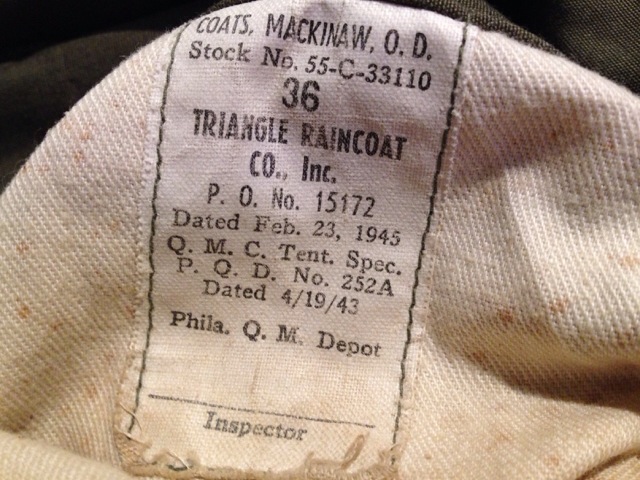 COATS, MACKINAW, O. D.
Stock No. 55-C-33110
36
TRIANGLE RAINCOAT
CO., Inc.
P. O. No. 15172
Dated Feb. 23, 1945
Q. M. C. Tent. Spec.
P. Q. D. No. 252A
Dated 4/19/43
Phila. Q. M. Depot
Inspector